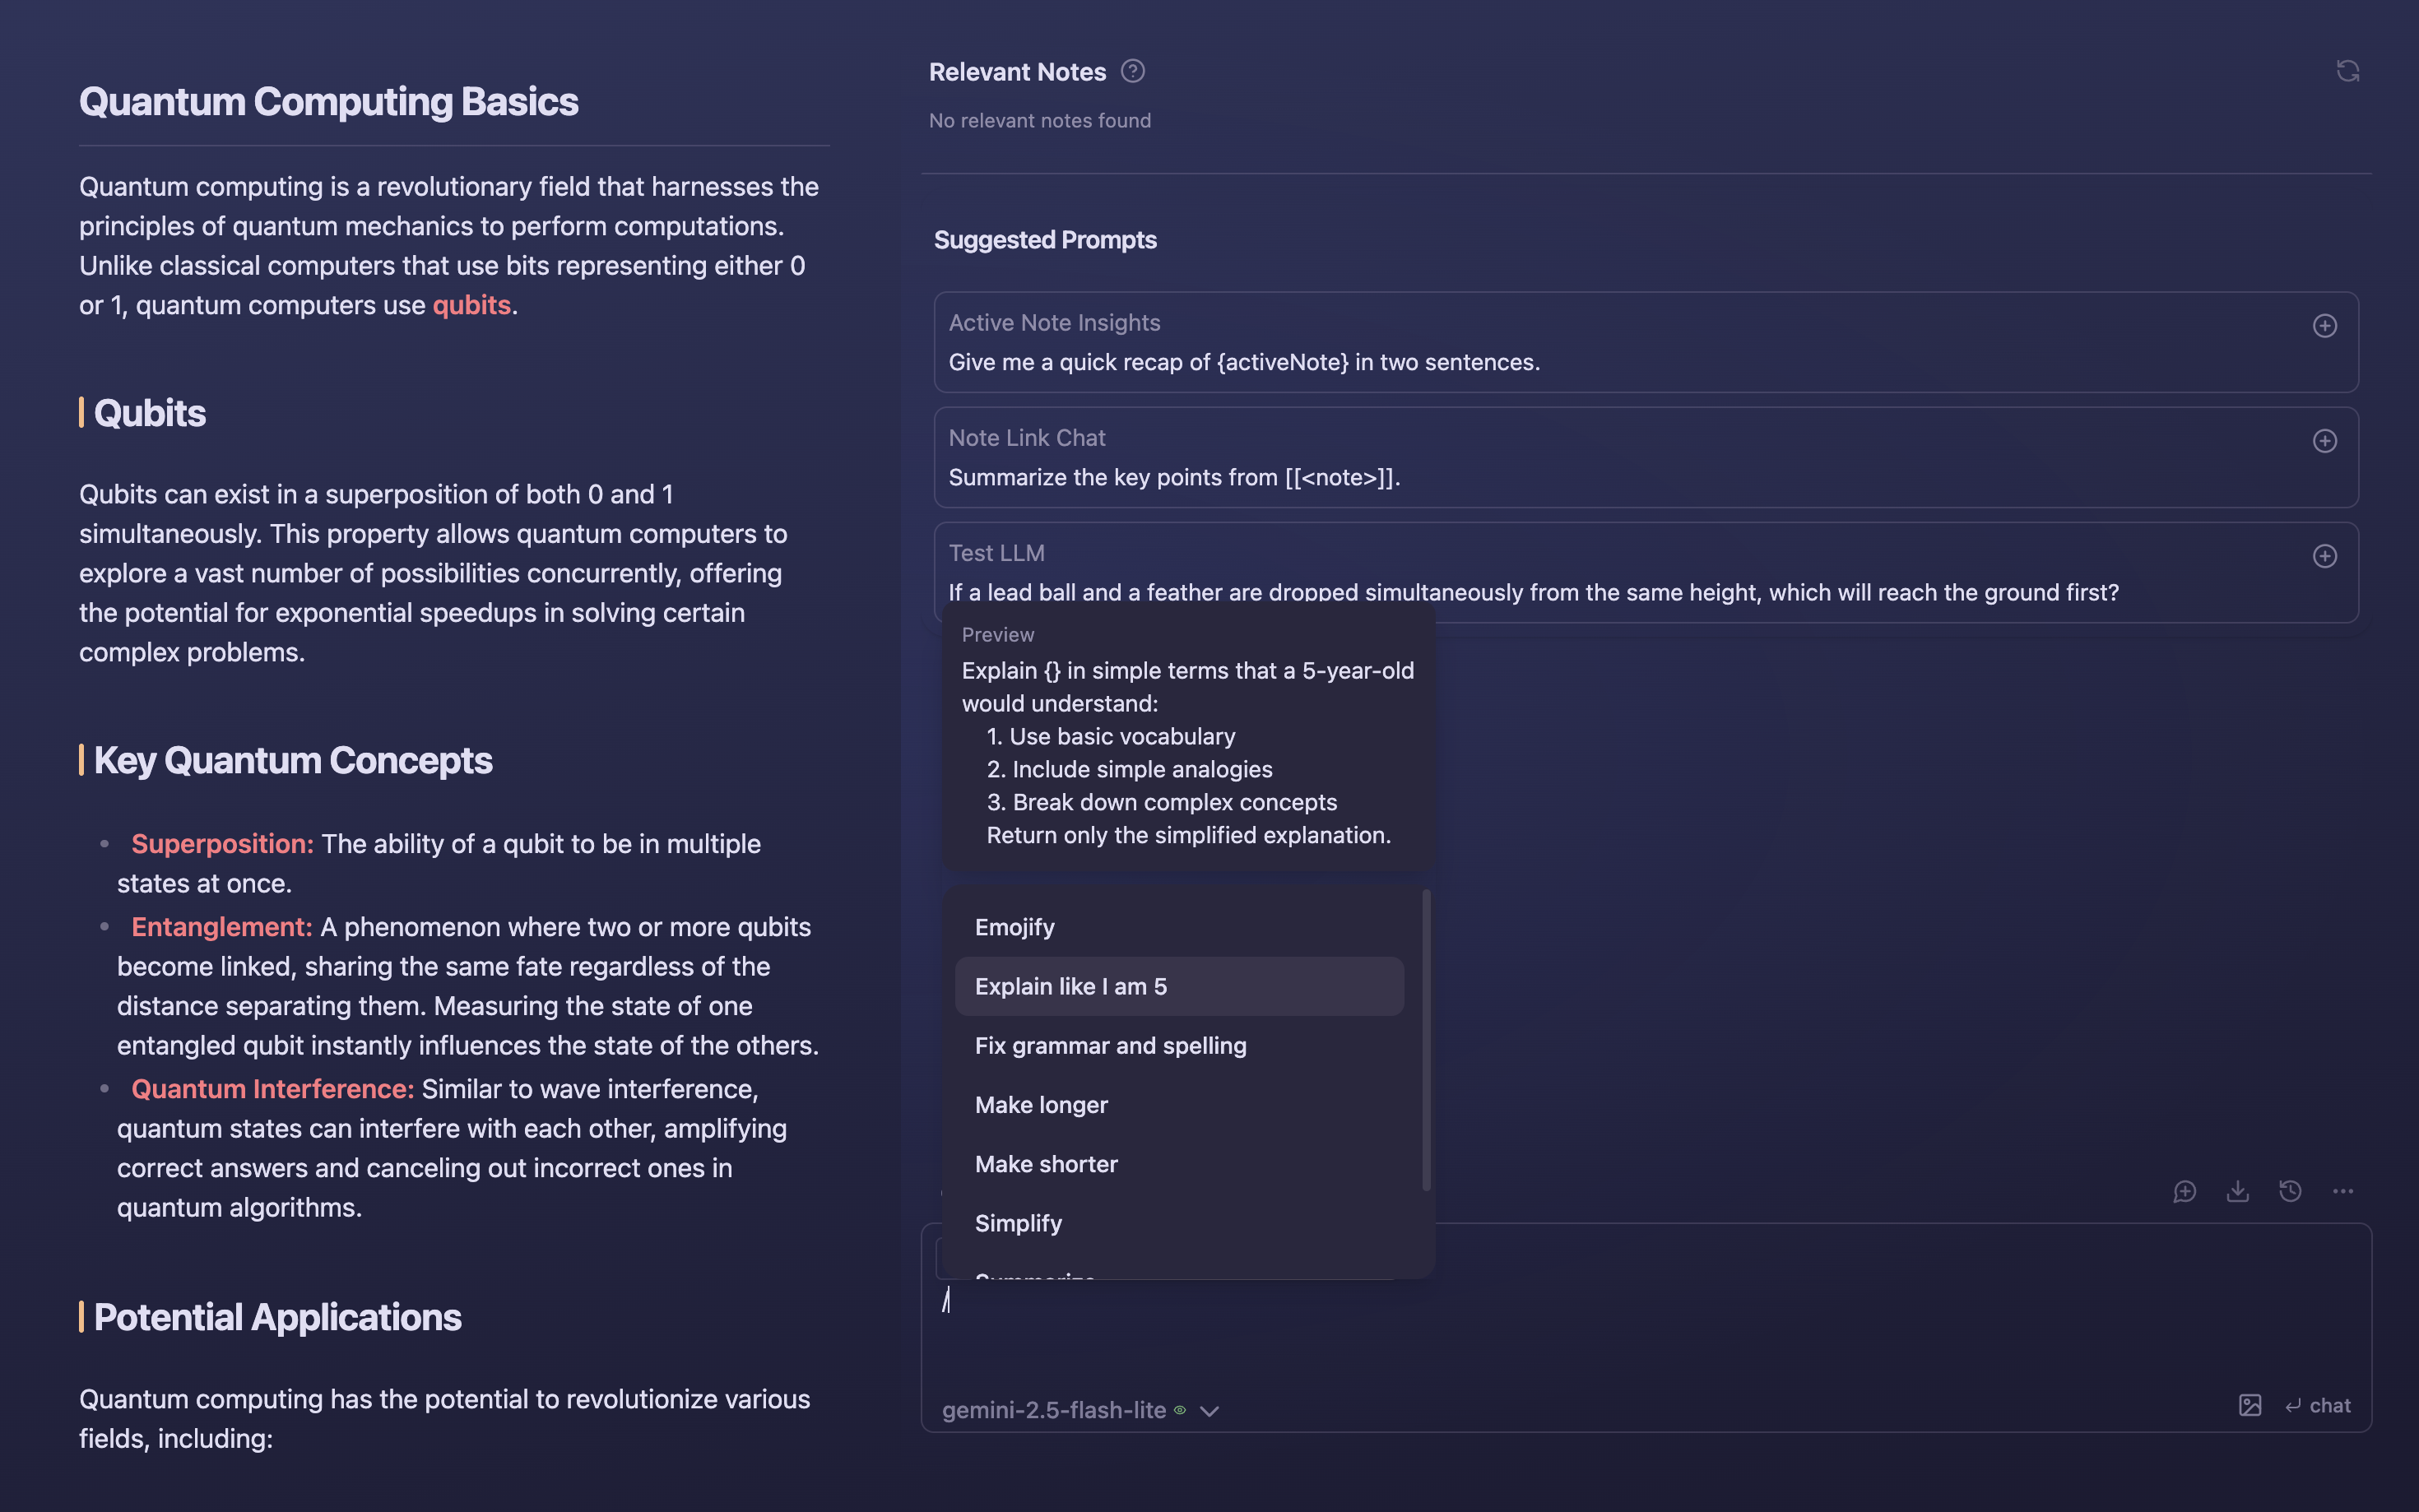 Quantum Computing Basics
Quantum computing is a revolutionary field that harnesses the
principles of quantum mechanics to perform computations.
Unlike classical computers that use bits representing either 0
or 1, quantum computers use qubits.
Qubits
Qubits can exist in a superposition of both 0 and 1
simultaneously. This property allows quantum computers to
explore a vast number of possibilities concurrently, offering
the potential for exponential speedups in solving certain
complex problems.
Key Quantum Concepts
• Superposition: The ability of a qubit to be in multiple
states at once.
• Entanglement: A phenomenon where two or more qubits
become linked, sharing the same fate regardless of the
distance separating them. Measuring the state of one
entangled qubit instantly influences the state of the others.
• Quantum Interference: Similar to wave interference,
quantum states can interfere with each other, amplifying
correct answers and canceling out incorrect ones in
quantum algorithms.
Potential Applications
Quantum computing has the potential to revolutionize various
fields, including:
Relevant Notes
No relevant notes found
Suggested Prompts
Active Note Insights
Give me a quick recap of {activeNote} in two sentences.
Note Link Chat
Summarize the key points from [[<note>]].
Test LLM
If a lead ball and a feather are dropped simultaneously from the same height, which will reach the ground first?
Preview
Explain {} in simple terms that a 5-year-old
would understand:
1. Use basic vocabulary
2. Include simple analogies
3. Break down complex concepts
Return only the simplified explanation.
Emojify
Explain like I am 5
Fix grammar and spelling
Make longer
Make shorter
Simplify
Summarize
/
gemini-2.5-flash-lite
chat